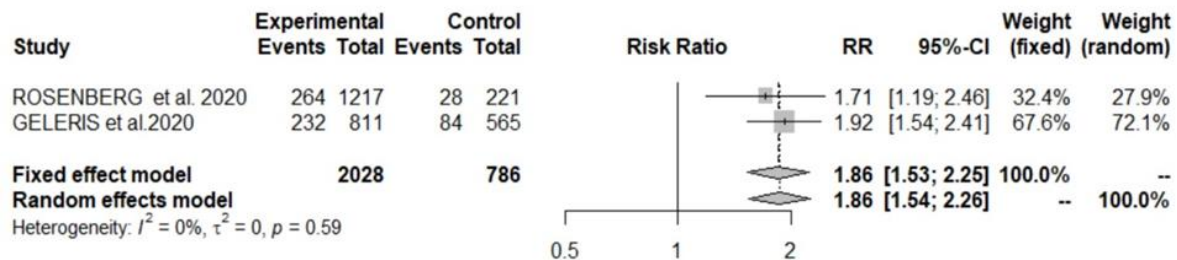 Experimental Control Weight Weight
Study Events Total Events Total Risk Ratio RR 95%-CI (fixed) (random)
ROSENBERG et al. 2020 264 1217 28 221 1.71 [1.19; 2.46] 32.4% 27.9%
GELERIS et al.2020 232 811 84 565 1.92 [1.54; 2.41] 67.6% 72.1%
Fixed effect model 2028 786 1.86 [1.53; 2.25] 100.0% --
Random effects model 1.86 [1.54; 2.26] -- 100.0%
Heterogeneity: I² = 0%, τ² = 0, p = 0.59
0.5 1 2